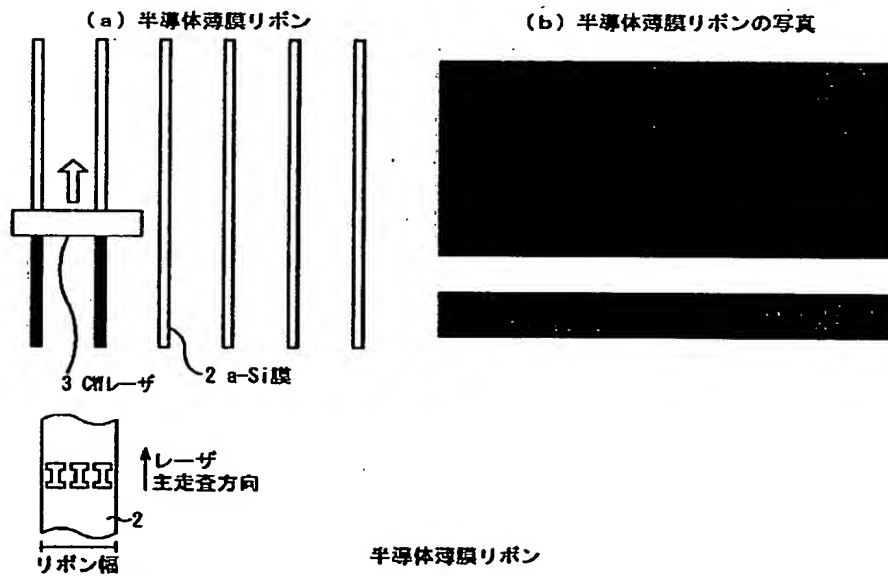 (a) 半導体薄膜リボン
(b) 半導体薄膜リボンの写真
3 CWレーザ
2 a-Si膜
レーザ
主走査方向
2
リボン幅
半導体薄膜リボン